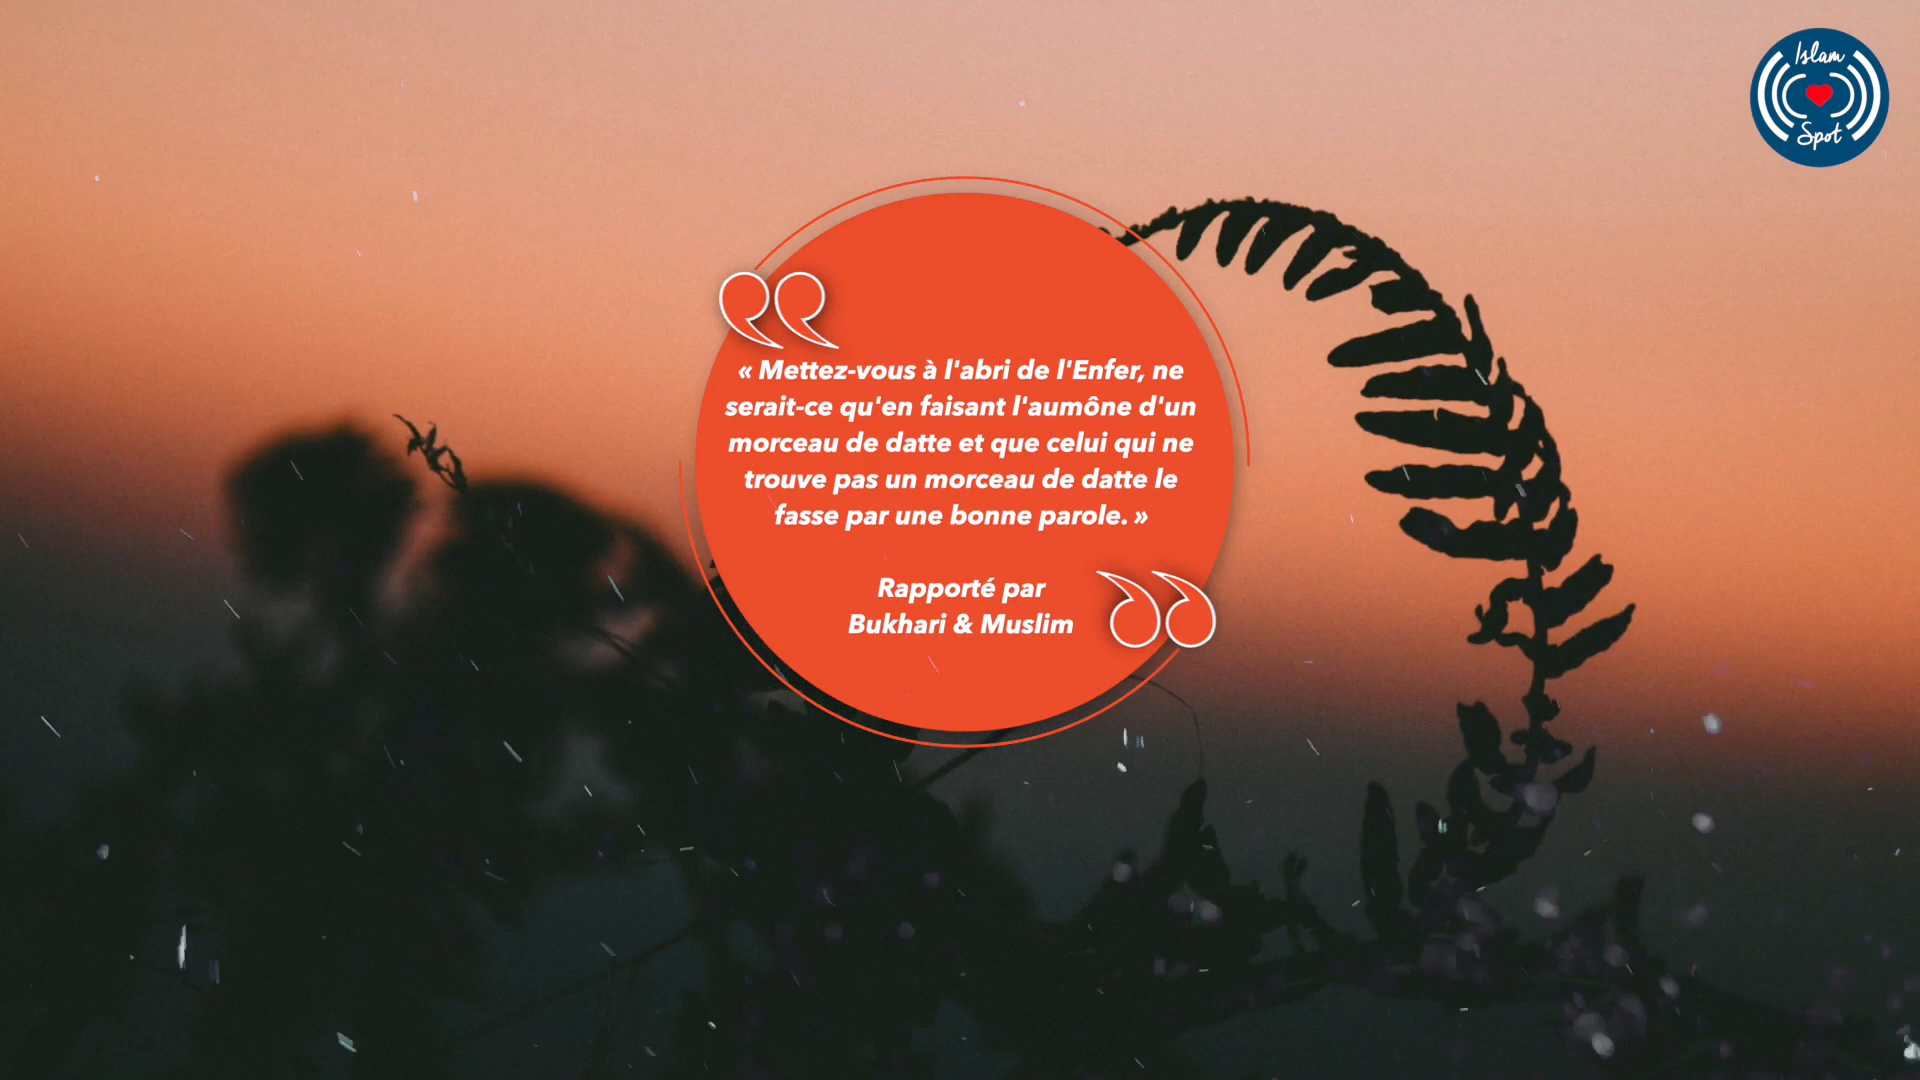 Islam
Spot
« Mettez-vous à l'abri de l'Enfer, ne
serait-ce qu'en faisant l'aumône d'un
morceau de datte et que celui qui ne
trouve pas un morceau de datte le
fasse par une bonne parole. »
Rapporté par
Bukhari & Muslim